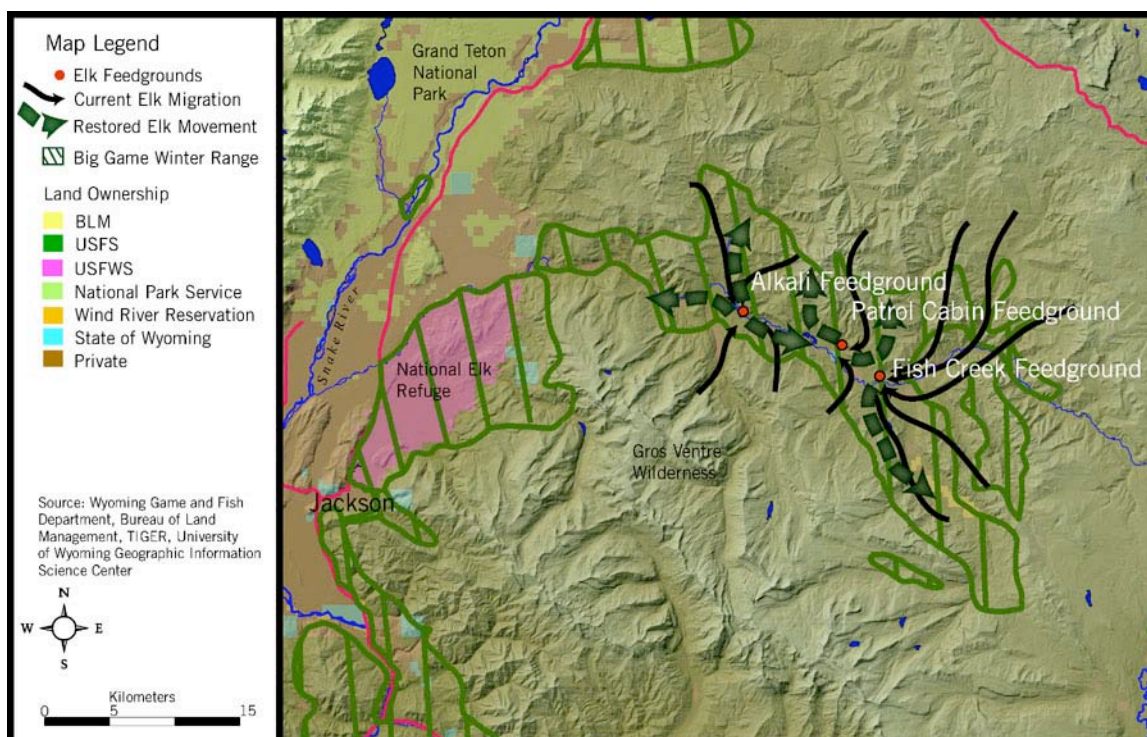 Map Legend
Elk Feedgrounds
Current Elk Migration
Restored Elk Movement
Big Game Winter Range
Land Ownership
BLM
USFS
USFWS
National Park Service
Wind River Reservation
State of Wyoming
Private
Source: Wyoming Game and Fish
Department, Bureau of Land
Management, TIGER, University
of Wyoming Geographic Information
Science Center
N
W
E
S
Kilometers
0 5 15
Grand Teton
National
Park
Snake River
Alkali Feedground
Patrol Cabin Feedground
Fish Creek Feedground
National Elk
Refuge
Gros Ventre
Wilderness
Jackson